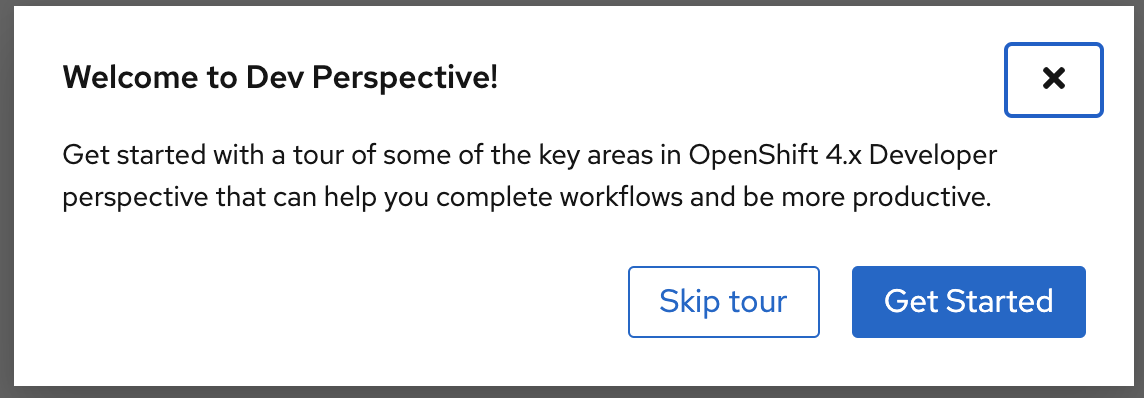 Welcome to Dev Perspective!
Get started with a tour of some of the key areas in OpenShift 4.x Developer
perspective that can help you complete workflows and be more productive.
Skip tour
Get Started